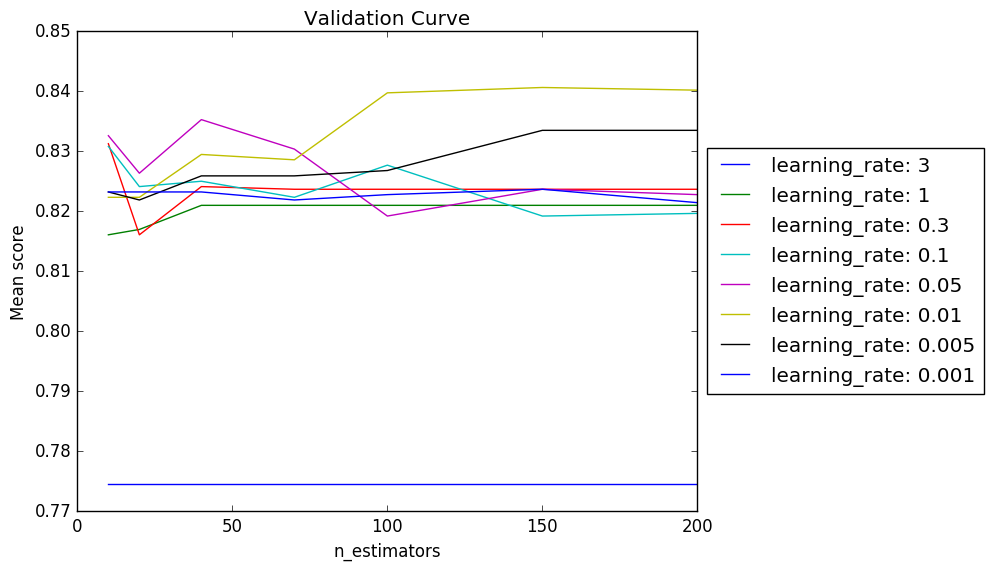 Validation Curve
0.85
0.84
0.83
0.82
0.81
0.80
0.79
0.78
0.77
Mean score
0 50 100 150 200
n_estimators
learning_rate: 3
learning_rate: 1
learning_rate: 0.3
learning_rate: 0.1
learning_rate: 0.05
learning_rate: 0.01
learning_rate: 0.005
learning_rate: 0.001